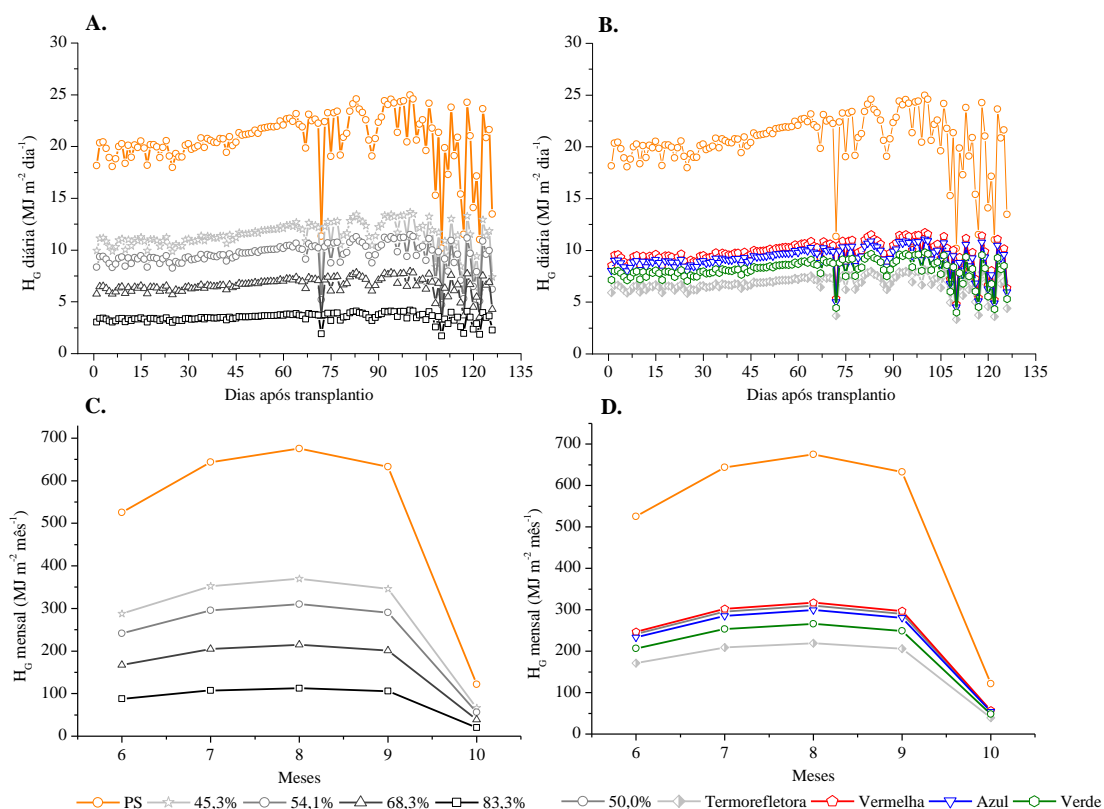 A.
B.
30
25
20
15
10
5
0
H_G diária (MJ m⁻² dia⁻¹)
0 15 30 45 60 75 90 105 120 135
Dias após transplantio
30
25
20
15
10
5
0
H_G diária (MJ m⁻² dia⁻¹)
0 15 30 45 60 75 90 105 120 135
Dias após transplantio
C.
D.
700
600
500
400
300
200
100
0
H_G mensal (MJ m⁻² mês⁻¹)
6 7 8 9 10
Meses
700
600
500
400
300
200
100
0
H_G mensal (MJ m⁻² mês⁻¹)
6 7 8 9 10
Meses
PS 45,3% 54,1% 68,3% 83.3%
50,0% Termorefletora Vermelha Azul Verde